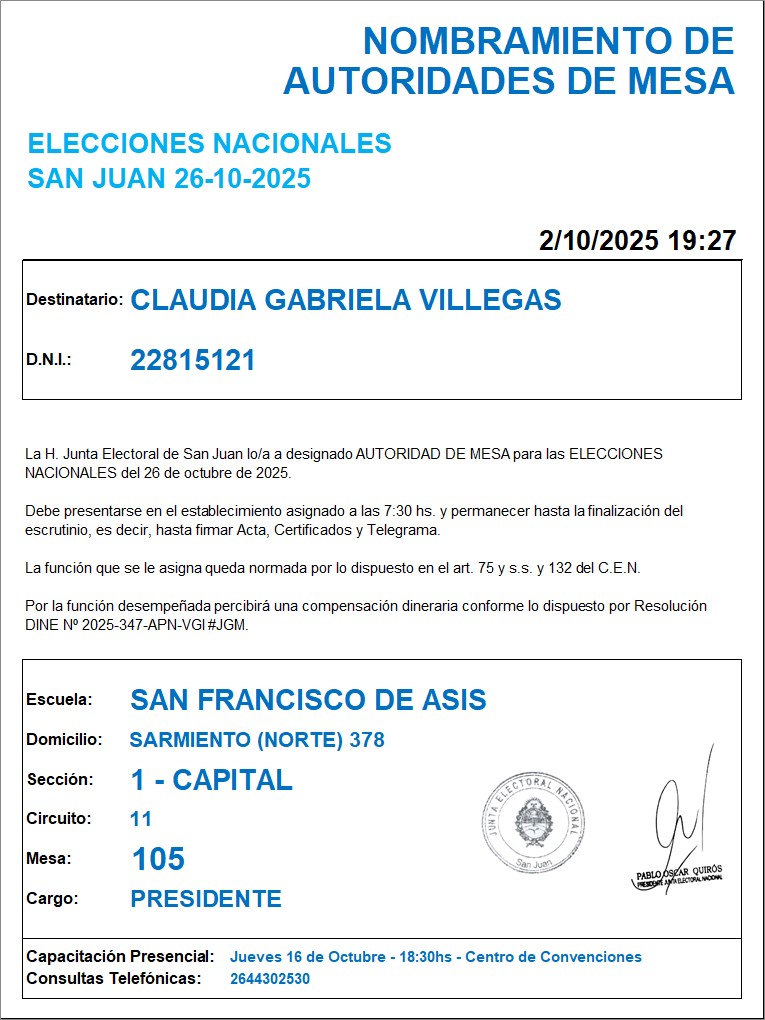 NOMBRAMIENTO DE
AUTORIDADES DE MESA
ELECCIONES NACIONALES
SAN JUAN 26-10-2025
2/10/2025 19:27
Destinatario: CLAUDIA GABRIELA VILLEGAS
D.N.I.: 22815121
La H. Junta Electoral de San Juan lo/a a designado AUTORIDAD DE MESA para las ELECCIONES
NACIONALES del 26 de octubre de 2025.
Debe presentarse en el establecimiento asignado a las 7:30 hs. y permanecer hasta la finalización del
escrutinio, es decir, hasta firmar Acta, Certificados y Telegrama.
La función que se le asigna queda normada por lo dispuesto en el art. 75 y s.s. y 132 del C.E.N.
Por la función desempeñada percibirá una compensación dineraria conforme lo dispuesto por Resolución
DINE Nº 2025-347-APN-VGI#JGM.
Escuela: SAN FRANCISCO DE ASIS
Domicilio: SARMIENTO (NORTE) 378
Sección: 1 - CAPITAL
Circuito: 11
Mesa: 105
Cargo: PRESIDENTE
JUNTA ELECTORAL NACIONAL
San Juan
PABLO OSCAR QUIRÓS
PRESIDENTE JUNTA ELECTORAL NACIONAL
Capacitación Presencial: Jueves 16 de Octubre - 18:30hs - Centro de Convenciones
Consultas Telefónicas: 2644302530